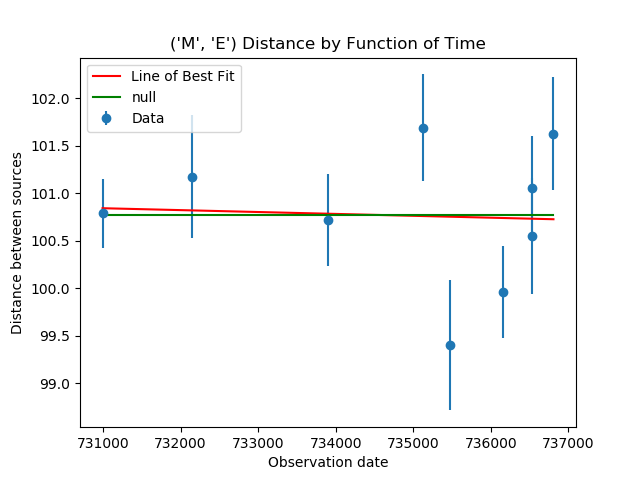 ('M', 'E') Distance by Function of Time
Line of Best Fit
null
Data
Distance between sources
102.0
101.5
101.0
100.5
100.0
99.5
99.0
731000 732000 733000 734000 735000 736000 737000
Observation date